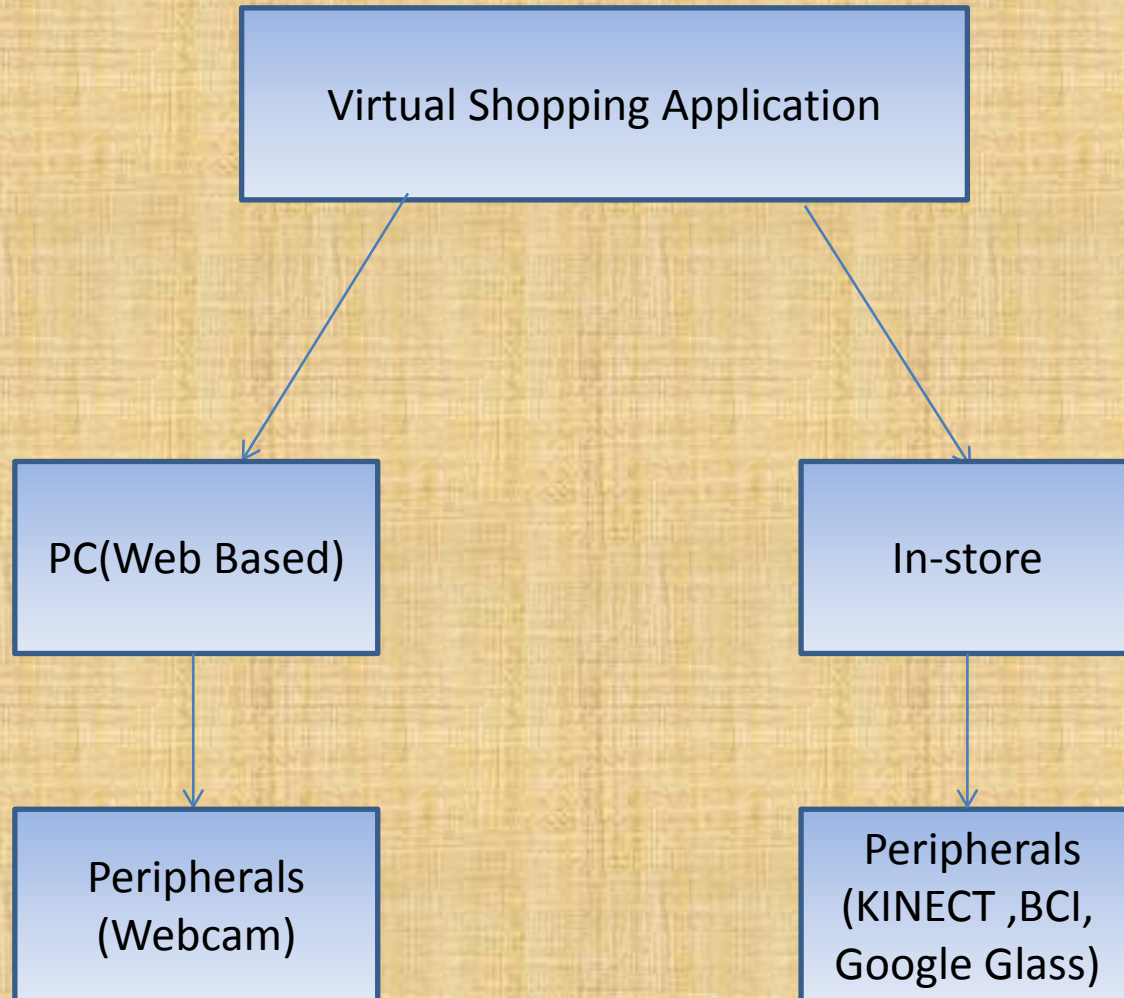 Virtual Shopping Application
PC(Web Based)
In-store
Peripherals
(Webcam)
Peripherals
(KINECT ,BCI,
Google Glass)